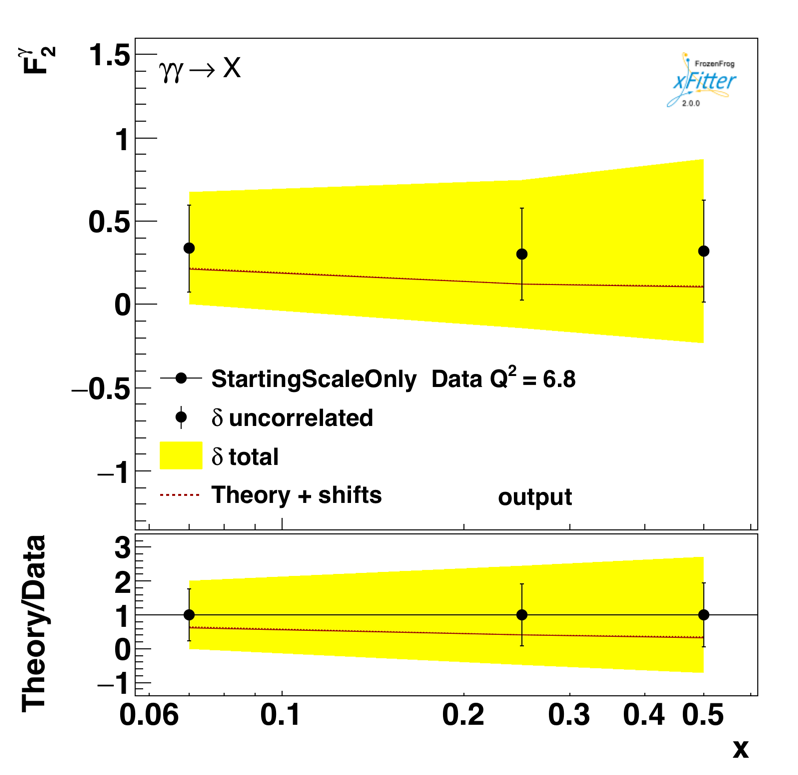 F₂^γ
γγ → X
FrozenFrog
xFitter
2.0.0
1.5
1
0.5
0
−0.5
−1
StartingScaleOnly Data Q² = 6.8
δ uncorrelated
δ total
Theory + shifts output
Theory/Data
3
2
1
0
−1
0.06 0.1 0.2 0.3 0.4 0.5
x